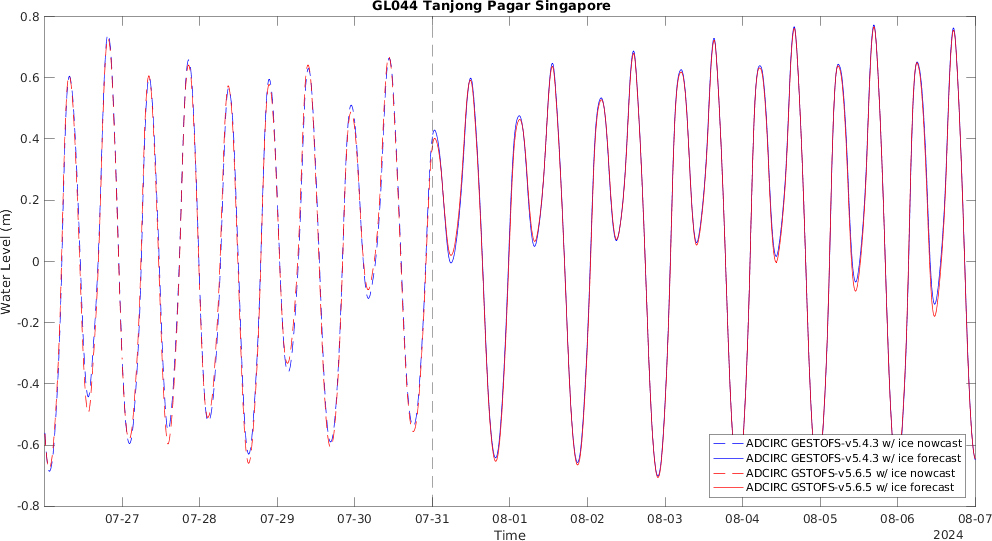 GL044 Tanjong Pagar Singapore
Water Level (m)
0.8
0.6
0.4
0.2
0
-0.2
-0.4
-0.6
-0.8
ADCIRC GESTOFS-v5.4.3 w/ ice nowcast
ADCIRC GESTOFS-v5.4.3 w/ ice forecast
ADCIRC GSTOFS-v5.6.5 w/ ice nowcast
ADCIRC GSTOFS-v5.6.5 w/ ice forecast
07-27 07-28 07-29 07-30 07-31 08-01 08-02 08-03 08-04 08-05 08-06 08-07
Time
2024